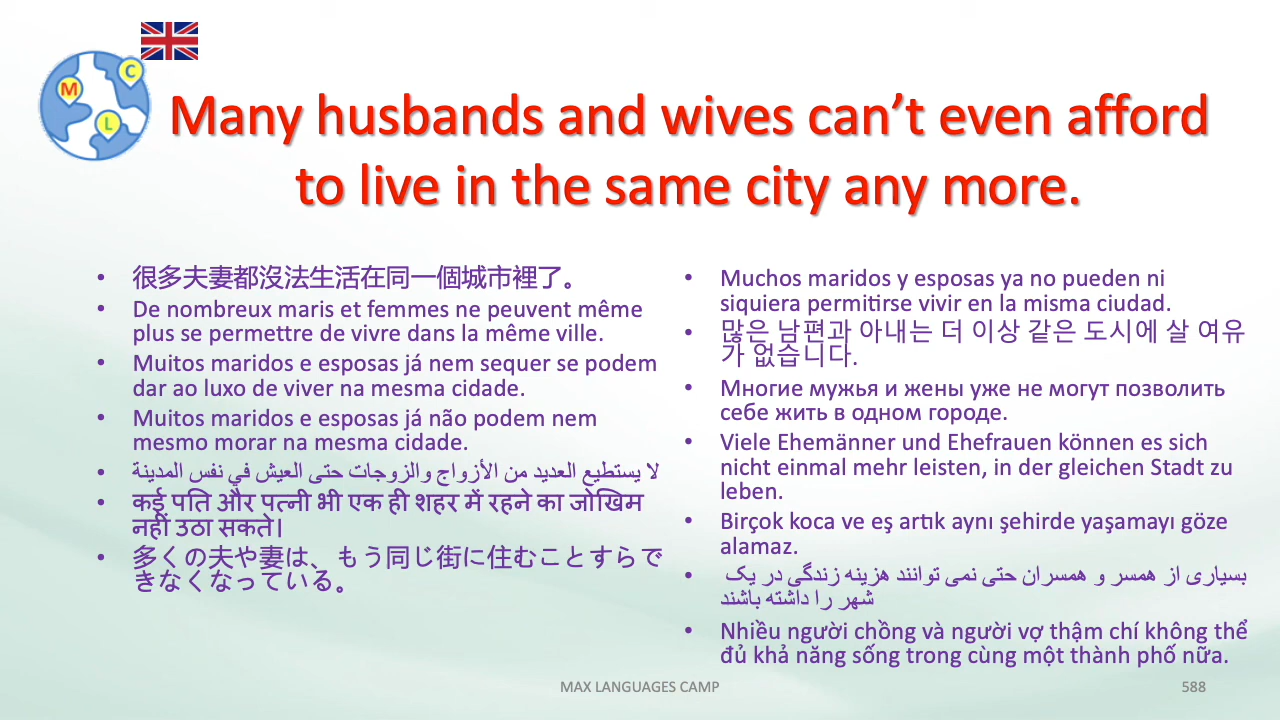 M
C
L
Many husbands and wives can’t even afford
to live in the same city any more.
• 很多夫妻都沒法生活在同一個城市裡了。
• De nombreux maris et femmes ne peuvent même
plus se permettre de vivre dans la même ville.
• Muitos maridos e esposas já nem sequer se podem
dar ao luxo de viver na mesma cidade.
• Muitos maridos e esposas já não podem nem
mesmo morar na mesma cidade.
• لا يستطيع العديد من الأزواج والزوجات حتى العيش في نفس المدينة
• कई पति और पत्नी भी एक ही शहर में रहने का जोखिम
नहीं उठा सकते।
• 多くの夫や妻は、もう同じ街に住むことすらで
きなくなっている。
• Muchos maridos y esposas ya no pueden ni
siquiera permitirse vivir en la misma ciudad.
• 많은 남편과 아내는 더 이상 같은 도시에 살 여유
가 없습니다.
• Многие мужья и жены уже не могут позволить
себе жить в одном городе.
• Viele Ehemänner und Ehefrauen können es sich
nicht einmal mehr leisten, in der gleichen Stadt zu
leben.
• Birçok koca ve eş artık aynı şehirde yaşamayı göze
alamaz.
• بسیاری از همسر و همسران حتی نمی توانند هزینه زندگی در یک
شهر را داشته باشند
• Nhiều người chồng và người vợ thậm chí không thể
đủ khả năng sống trong cùng một thành phố nữa.
MAX LANGUAGES CAMP
588